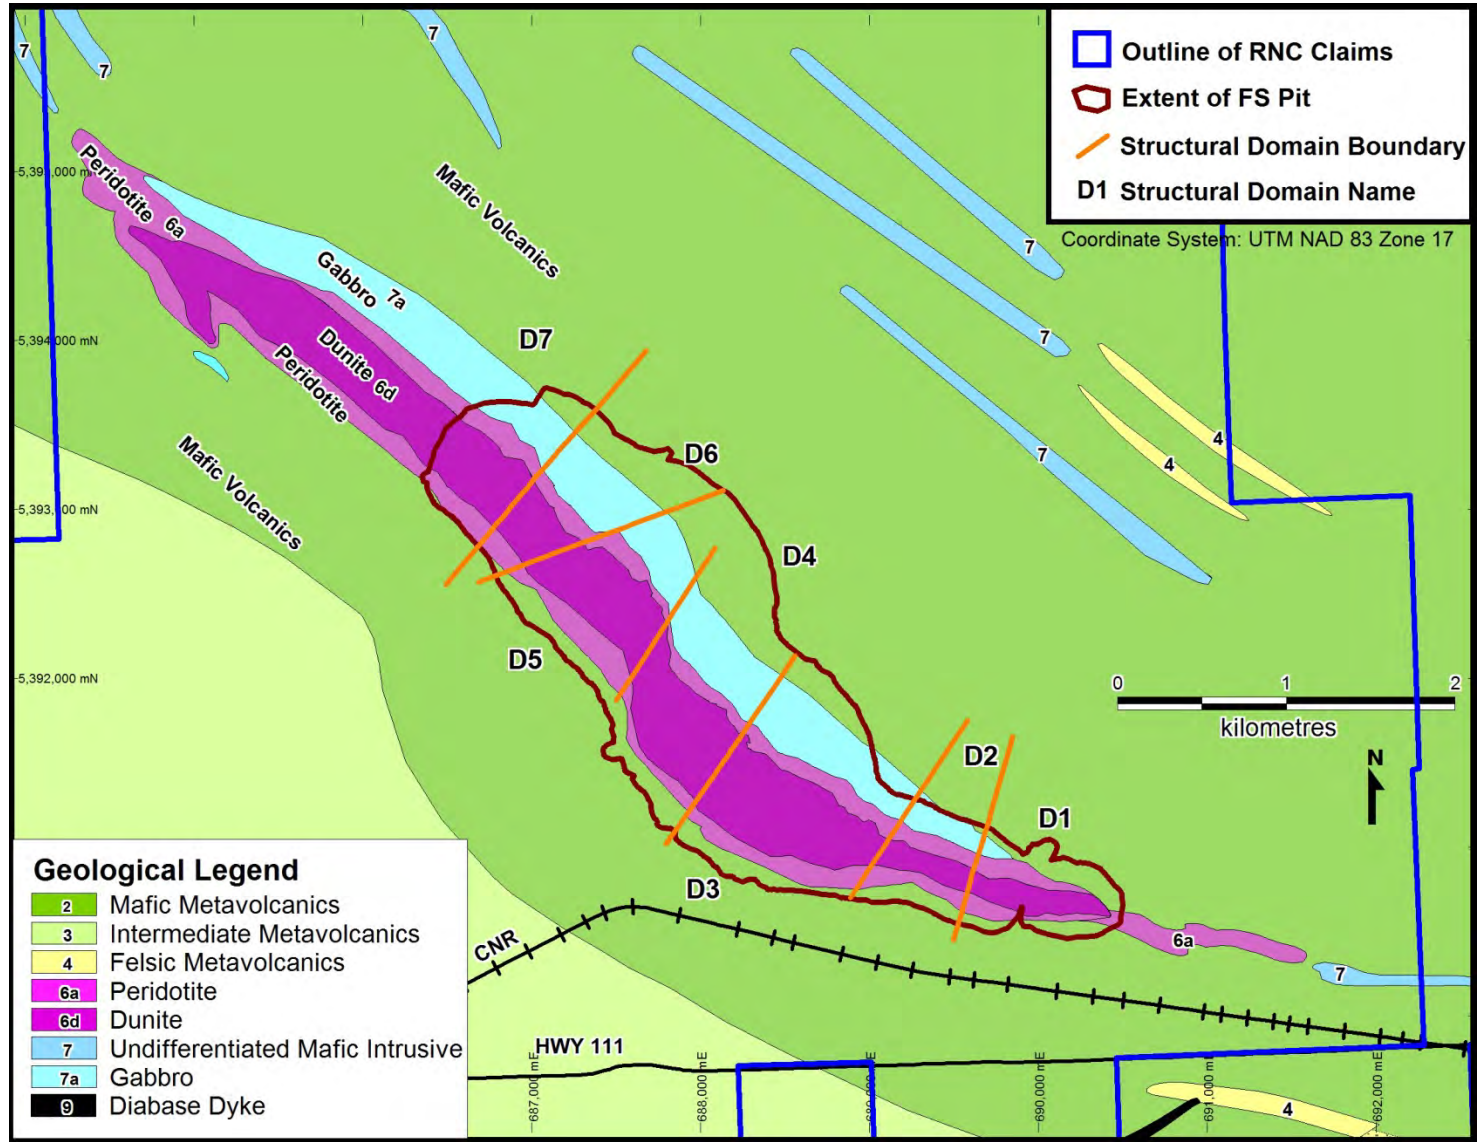 Outline of RNC Claims
Extent of FS Pit
Structural Domain Boundary
D1 Structural Domain Name
Coordinate System: UTM NAD 83 Zone 17
7
7
7
Mafic Volcanics
Peridotite 6a
Gabbro 7a
Dunite 6d
Peridotite
Mafic Volcanics
7
7
7
4
4
5,394,000 mN
5,393,000 mN
5,392,000 mN
D7
D6
D4
D5
D2
D1
D3
0 1 2
kilometres
N
6a
7
CNR
HWY 111
687,000 mE
688,000 mE
690,000 mE
691,000 mE
692,000 mE
4
Geological Legend
2 Mafic Metavolcanics
3 Intermediate Metavolcanics
4 Felsic Metavolcanics
6a Peridotite
6d Dunite
7 Undifferentiated Mafic Intrusive
7a Gabbro
9 Diabase Dyke